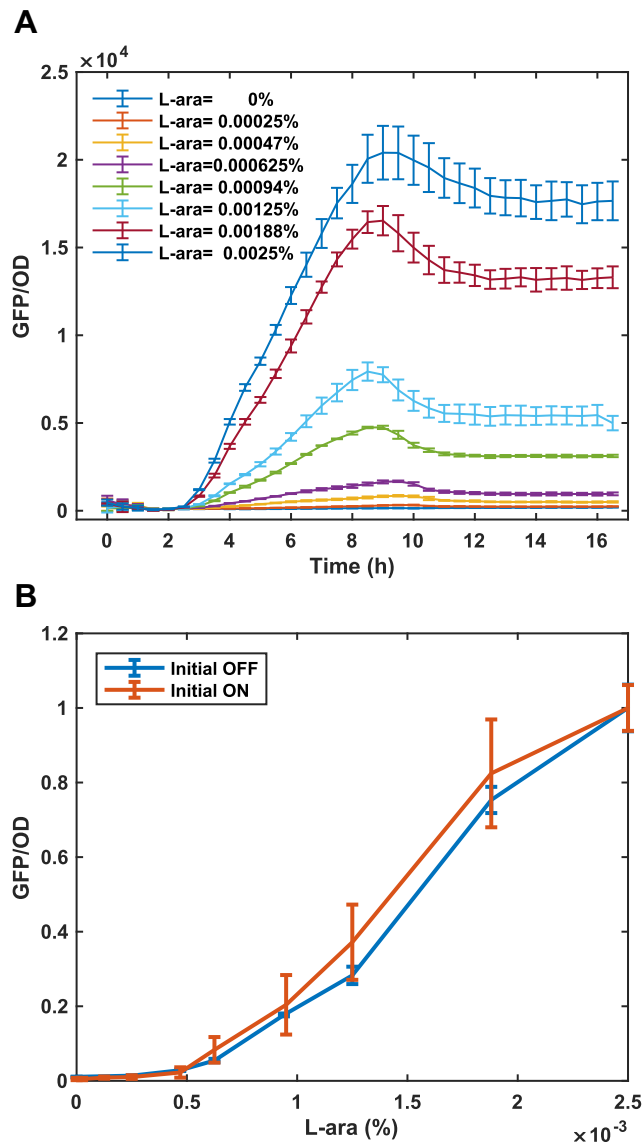 A
×10⁴
2.5
2
1.5
1
0.5
0
GFP/OD
L-ara= 0%
L-ara= 0.00025%
L-ara= 0.00047%
L-ara=0.000625%
L-ara= 0.00094%
L-ara= 0.00125%
L-ara= 0.00188%
L-ara= 0.0025%
0 2 4 6 8 10 12 14 16
Time (h)
B
1.2
1
0.8
0.6
0.4
0.2
0
GFP/OD
Initial OFF
Initial ON
0 0.5 1 1.5 2 2.5
L-ara (%)
×10⁻³